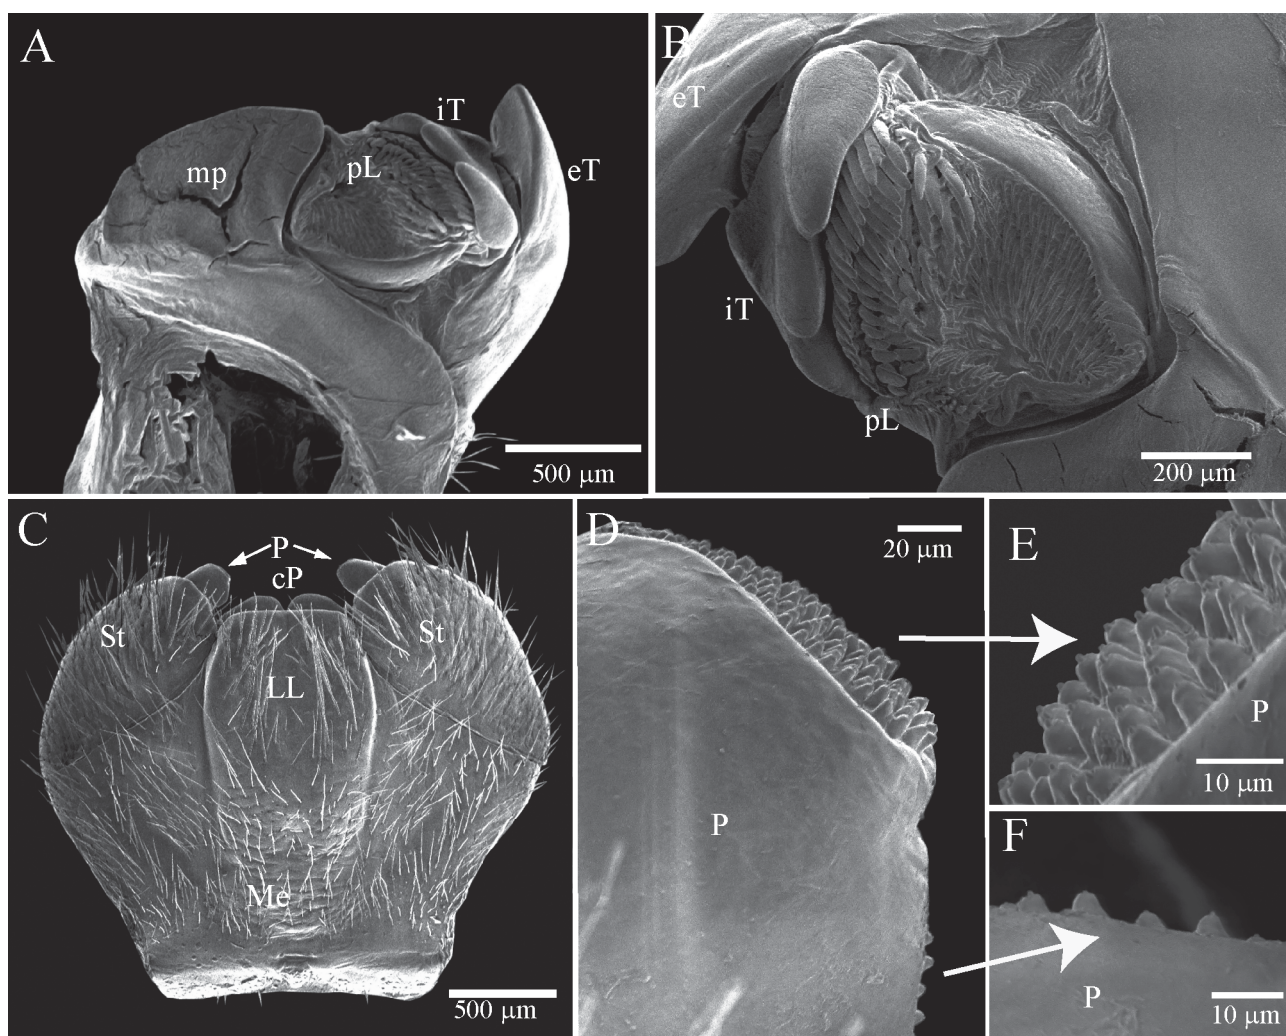 A
iT
pL
mp
eT
500 μm
B
eT
iT
pL
200 μm
C
P
cP
St
St
LL
Me
500 μm
D
20 μm
P
E
P
10 μm
F
P
10 μm